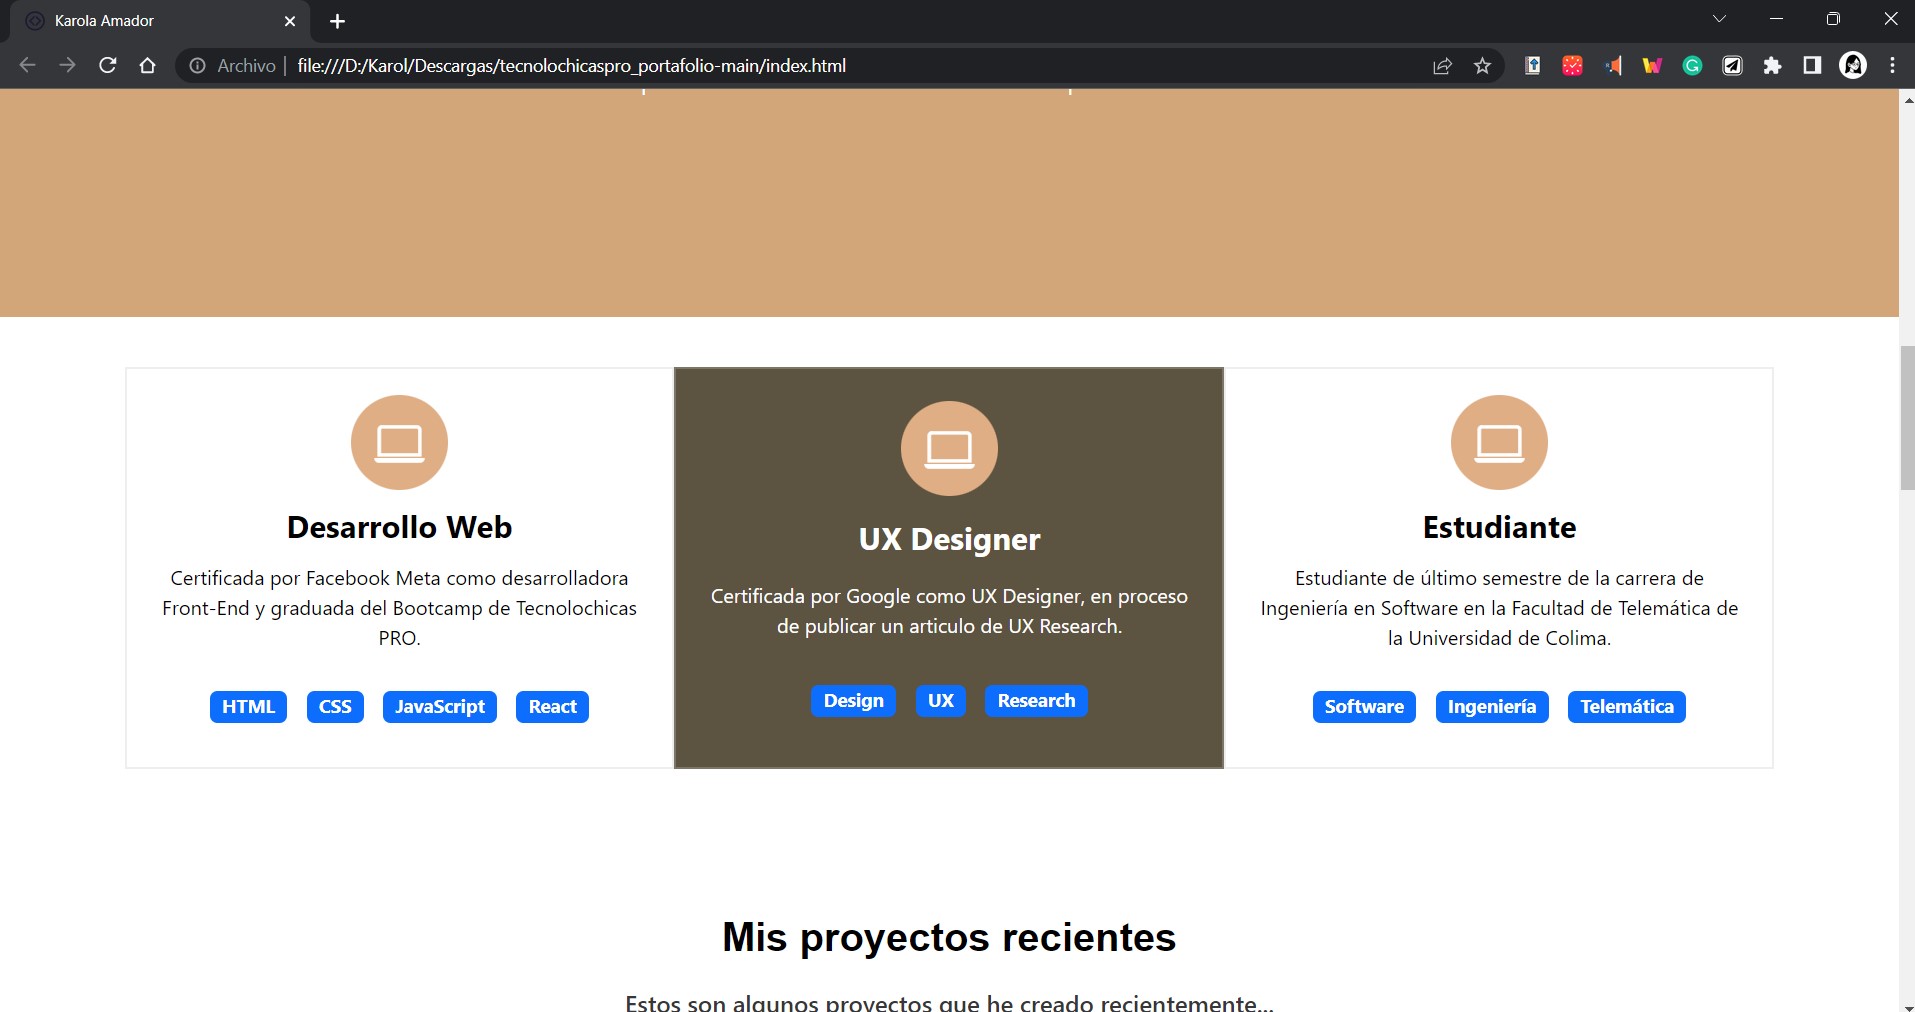 Karola Amador
Archivo | file:///D:/Karol/Descargas/tecnolochicaspro_portafolio-main/index.html
Desarrollo Web
Certificada por Facebook Meta como desarrolladora
Front-End y graduada del Bootcamp de Tecnolochicas
PRO.
HTML CSS JavaScript React
UX Designer
Certificada por Google como UX Designer, en proceso
de publicar un articulo de UX Research.
Design UX Research
Estudiante
Estudiante de último semestre de la carrera de
Ingeniería en Software en la Facultad de Telemática de
la Universidad de Colima.
Software Ingeniería Telemática
Mis proyectos recientes
Estos son algunos proyectos que he creado recientemente...